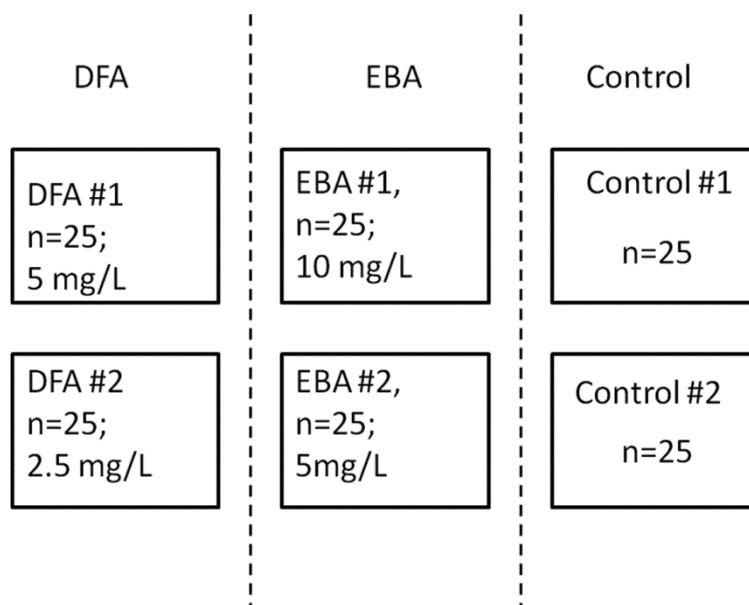 DFA
EBA
Control
DFA #1
n=25;
5 mg/L
EBA #1,
n=25;
10 mg/L
Control #1
n=25
DFA #2
n=25;
2.5 mg/L
EBA #2,
n=25;
5mg/L
Control #2
n=25